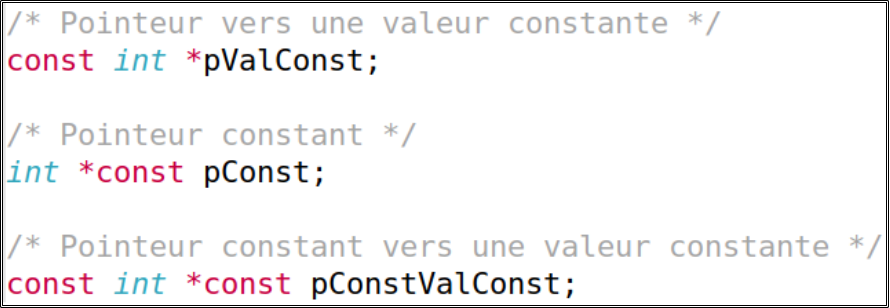 /* Pointeur vers une valeur constante */
const int *pValConst;
/* Pointeur constant */
int *const pConst;
/* Pointeur constant vers une valeur constante */
const int *const pConstValConst;